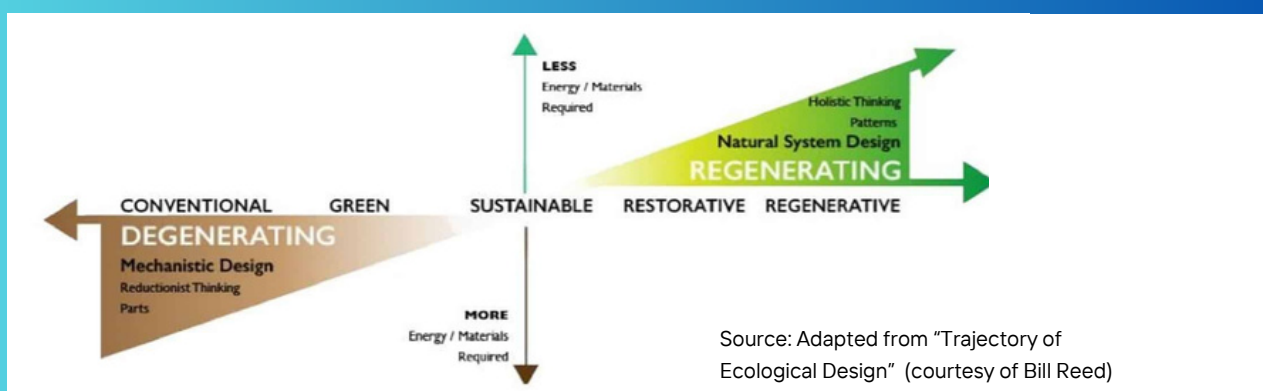 LESS
Energy / Materials
Required
Holistic Thinking
Patterns
Natural System Design
REGENERATING
CONVENTIONAL GREEN SUSTAINABLE RESTORATIVE REGENERATIVE
DEGENERATING
Mechanistic Design
Reductionist Thinking
Parts
MORE
Energy / Materials
Required
Source: Adapted from “Trajectory of
Ecological Design” (courtesy of Bill Reed)